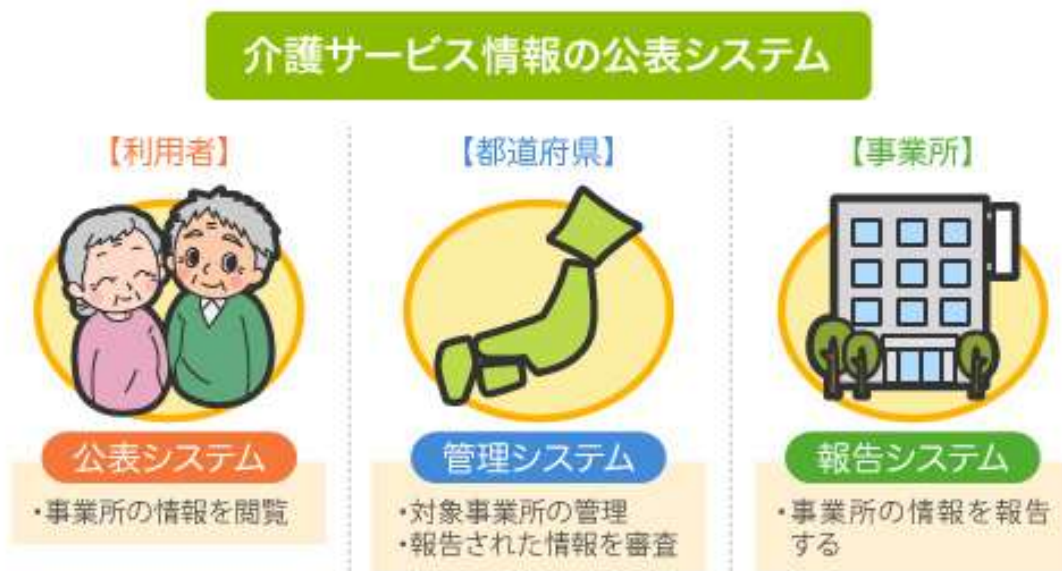 介護サービス情報の公表システム
【利用者】
公表システム
・事業所の情報を閲覧
【都道府県】
管理システム
・対象事業所の管理
・報告された情報を審査
【事業所】
報告システム
・事業所の情報を報告
する